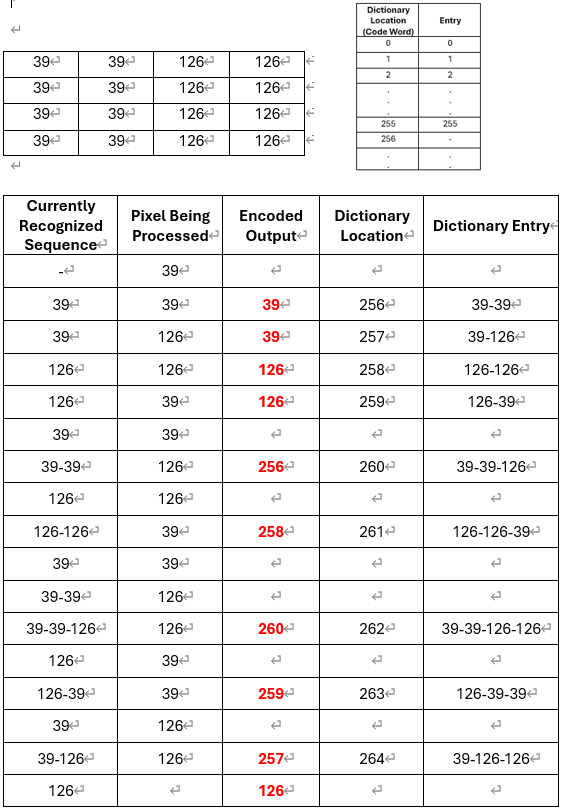 Dictionary Location (Code Word) Entry
0 0
1 1
2 2
. .
. .
. .
255 255
256 -
. .
. .
39 39 126 126
39 39 126 126
39 39 126 126
39 39 126 126
Currently Recognized Sequence Pixel Being Processed Encoded Output Dictionary Location Dictionary Entry
- 39
39 39 39 256 39-39
39 126 39 257 39-126
126 126 126 258 126-126
126 39 126 259 126-39
39 39
39-39 126 256 260 39-39-126
126 126
126-126 39 258 261 126-126-39
39 39
39-39 126
39-39-126 126 260 262 39-39-126-126
126 39
126-39 39 259 263 126-39-39
39 126
39-126 126 257 264 39-126-126
126 126